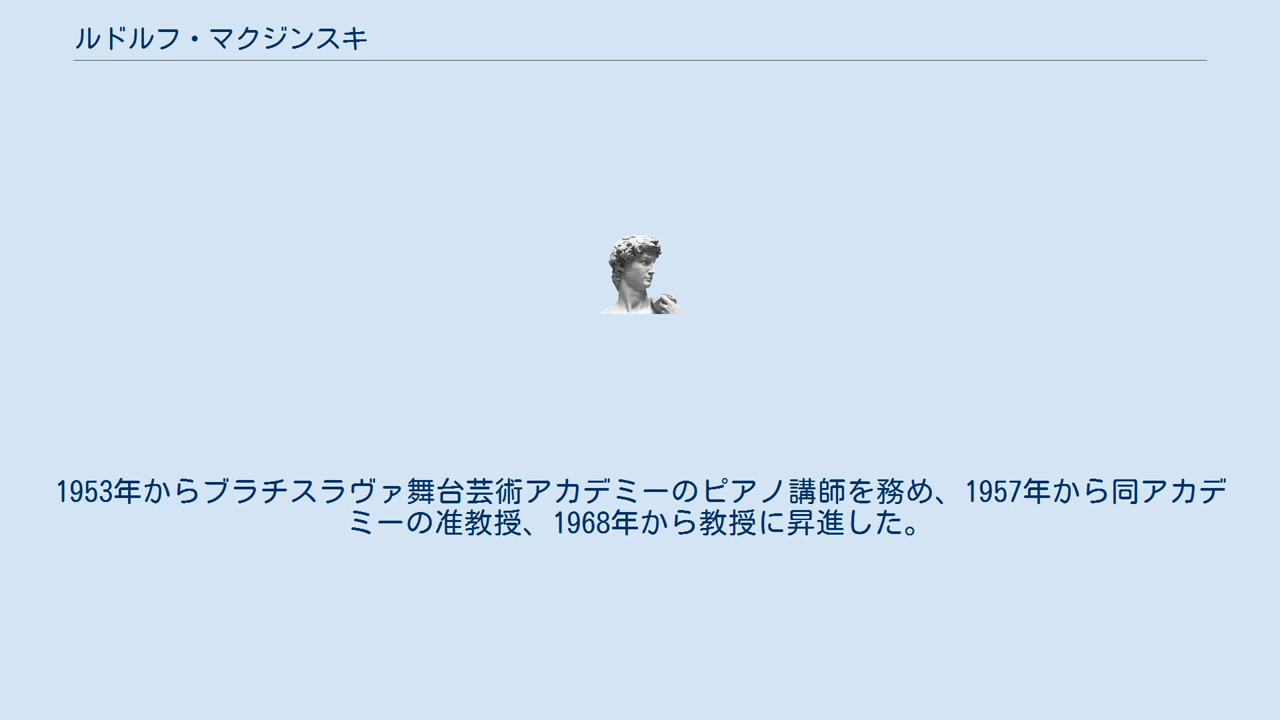 ルドルフ・マクジンスキ
1953年からブラチスラヴァ舞台芸術アカデミーのピアノ講師を務め、1957年から同アカデ
ミーの准教授、1968年から教授に昇進した。